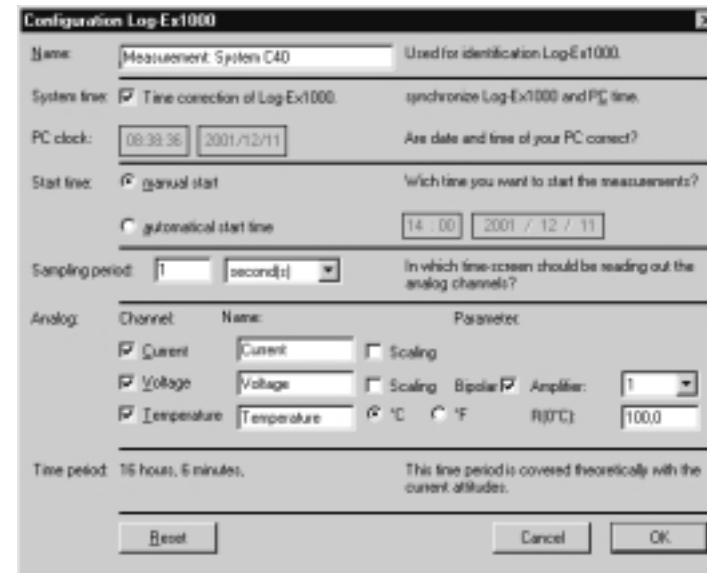 Configuration Log-Ex1000
Name: Measurement: System C40 Used for identification Log-Ex1000.
System time: Time correction of Log-Ex1000. synchronize Log-Ex1000 and PC time.
PC clock: 08:38:36 2001/12/11 Are date and time of your PC correct?
Start time: manual start Wich time you want to start the measurements?
automatical start time 14 : 00 2001 / 12 / 11
Sampling period: 1 second(s) In which time-screen should be reading out the
analog channels?
Analog: Channel: Name: Parameter:
Current Current Scaling
Voltage Voltage Scaling Bipolar Amplifier: 1
Temperature Temperature °C °F R(0°C): 100,0
Time period: 16 hours, 6 minutes, This time period is covered theoretically with the
current attitudes.
Reset Cancel OK